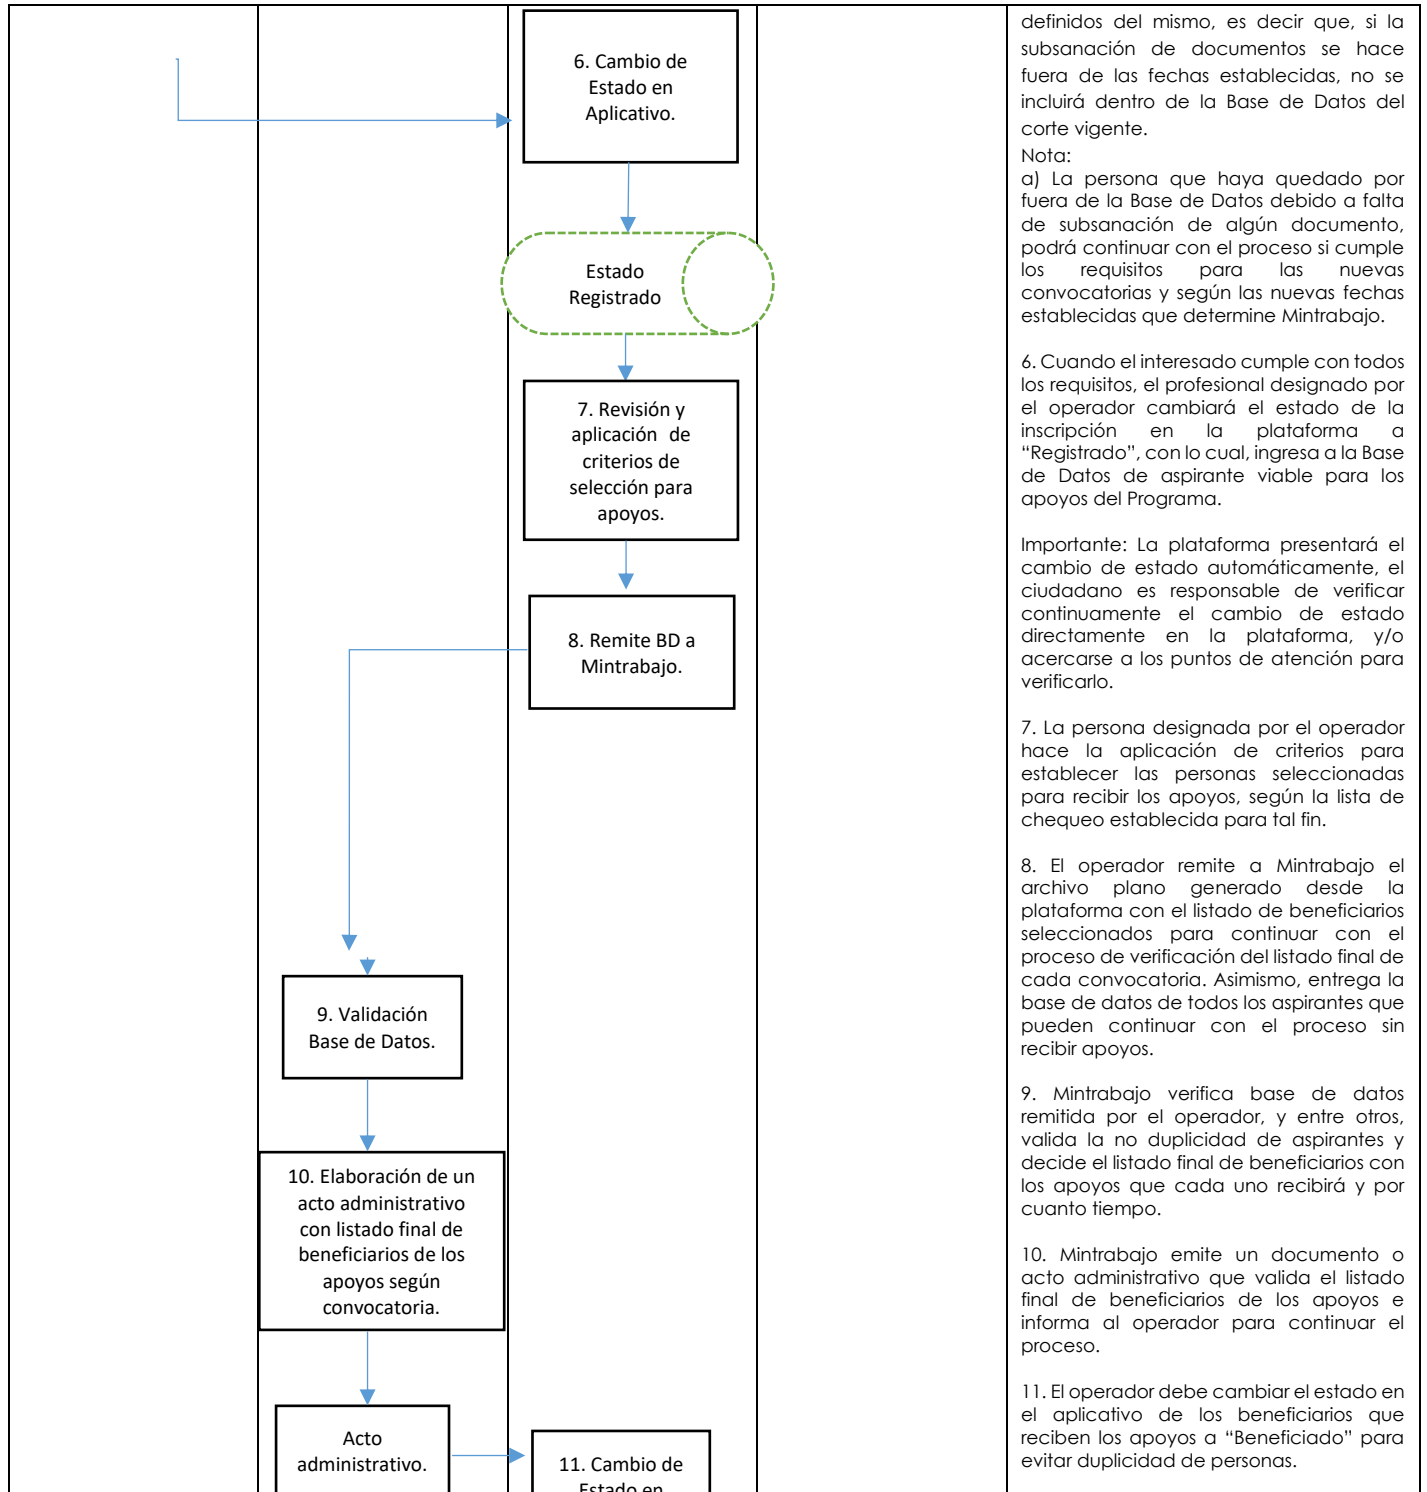 6. Cambio de
Estado en
Aplicativo.
Estado
Registrado
7. Revisión y
aplicación de
criterios de
selección para
apoyos.
8. Remite BD a
Mintrabajo.
9. Validación
Base de Datos.
10. Elaboración de un
acto administrativo
con listado final de
beneficiarios de los
apoyos según
convocatoria.
Acto
administrativo.
11. Cambio de
Estado en
definidos del mismo, es decir que, si la
subsanación de documentos se hace
fuera de las fechas establecidas, no se
incluirá dentro de la Base de Datos del
corte vigente.
Nota:
a) La persona que haya quedado por
fuera de la Base de Datos debido a falta
de subsanación de algún documento,
podrá continuar con el proceso si cumple
los requisitos para las nuevas
convocatorias y según las nuevas fechas
establecidas que determine Mintrabajo.
6. Cuando el interesado cumple con todos
los requisitos, el profesional designado por
el operador cambiará el estado de la
inscripción en la plataforma a
“Registrado”, con lo cual, ingresa a la Base
de Datos de aspirante viable para los
apoyos del Programa.
Importante: La plataforma presentará el
cambio de estado automáticamente, el
ciudadano es responsable de verificar
continuamente el cambio de estado
directamente en la plataforma, y/o
acercarse a los puntos de atención para
verificarlo.
7. La persona designada por el operador
hace la aplicación de criterios para
establecer las personas seleccionadas
para recibir los apoyos, según la lista de
chequeo establecida para tal fin.
8. El operador remite a Mintrabajo el
archivo plano generado desde la
plataforma con el listado de beneficiarios
seleccionados para continuar con el
proceso de verificación del listado final de
cada convocatoria. Asimismo, entrega la
base de datos de todos los aspirantes que
pueden continuar con el proceso sin
recibir apoyos.
9. Mintrabajo verifica base de datos
remitida por el operador, y entre otros,
valida la no duplicidad de aspirantes y
decide el listado final de beneficiarios con
los apoyos que cada uno recibirá y por
cuanto tiempo.
10. Mintrabajo emite un documento o
acto administrativo que valida el listado
final de beneficiarios de los apoyos e
informa al operador para continuar el
proceso.
11. El operador debe cambiar el estado en
el aplicativo de los beneficiarios que
reciben los apoyos a “Beneficiado” para
evitar duplicidad de personas.